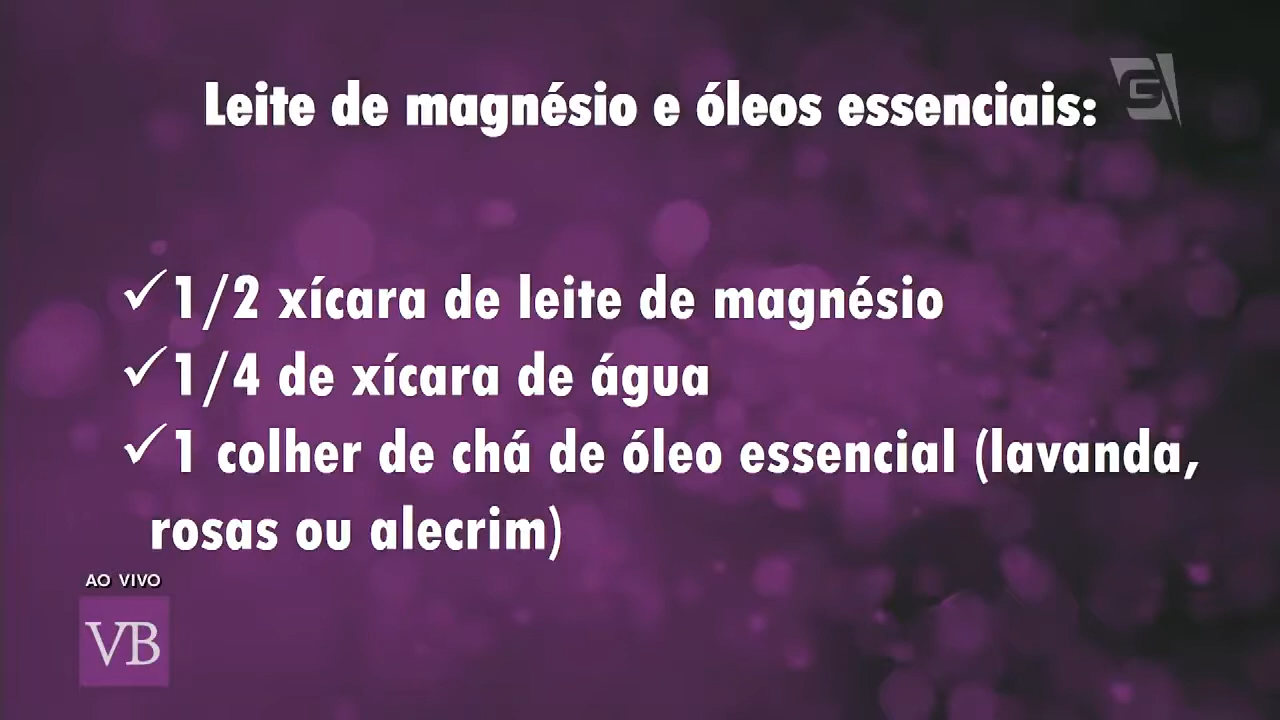 Leite de magnésio e óleos essenciais:
✓1/2 xícara de leite de magnésio
✓1/4 de xícara de água
✓1 colher de chá de óleo essencial (lavanda,
rosas ou alecrim)
AO VIVO
VB